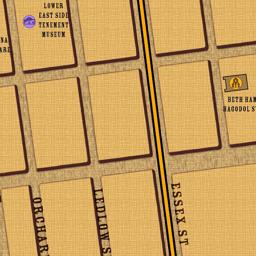 LOWER
EAST SIDE
TENEMENT
MUSEUM
BETH HAM
HAGODOL S
ORCHAR
LUDLOW S
ESSEX ST